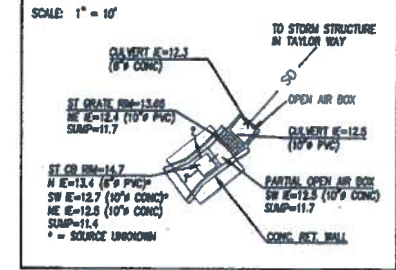 SCALE: 1" = 10'
TO STORM STRUCTURE
IN TAYLOR WAY
CULVERT IE=12.3
(6"ø CONC)
OPEN AIR BOX
ST GRATE RIM=13.65
NE IE=12.4 (10"ø PVC)
SUMP=11.7
CULVERT IE=12.5
(10"ø PVC)
ST CB RIM=14.7
N IE=13.4 (6"ø PVC)*
SW IE=12.7 (10"ø CONC)*
NE IE=12.5 (10"ø CONC)
SUMP=11.4
* = SOURCE UNKNOWN
PARTIAL OPEN AIR BOX
SW IE=12.5 (10"ø CONC)
SUMP=11.7
CONC. RET. WALL